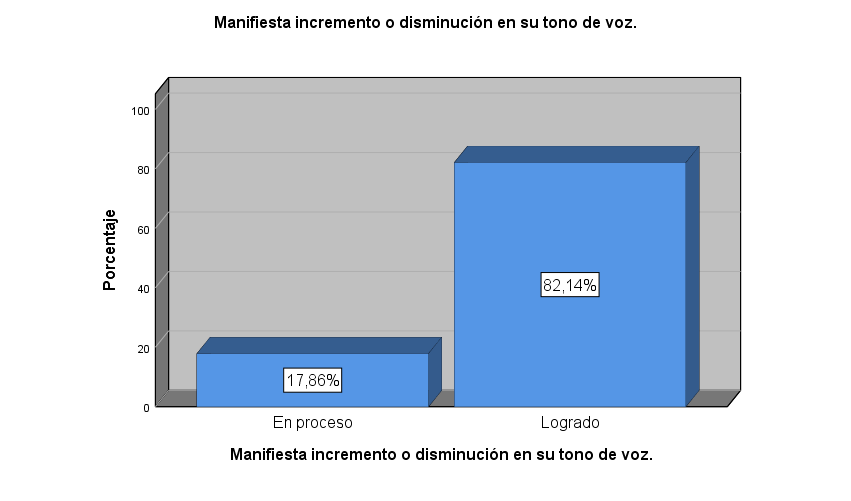 Manifiesta incremento o disminución en su tono de voz.
100
80
60
40
20
0
Porcentaje
17,86%
82,14%
En proceso
Logrado
Manifiesta incremento o disminución en su tono de voz.